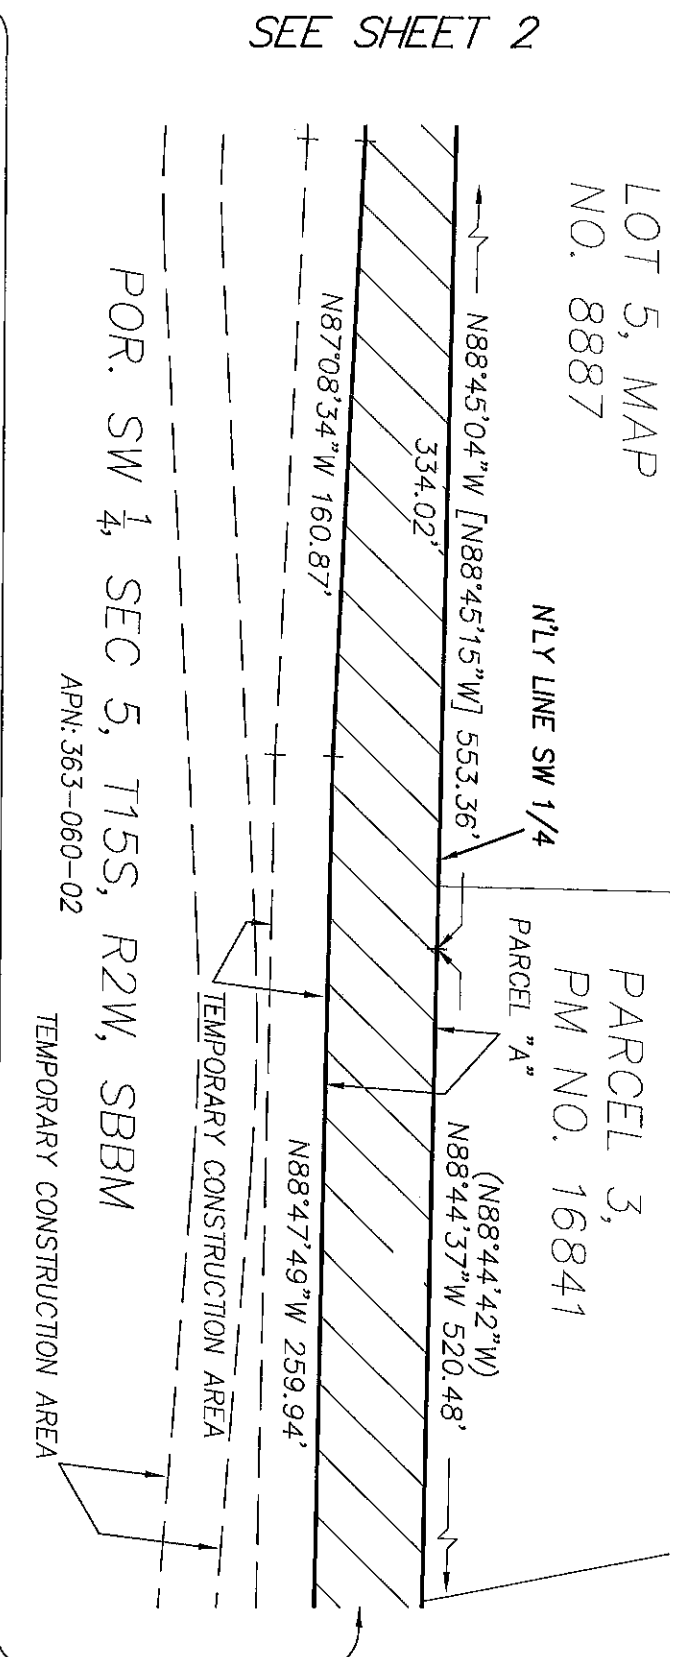 SEE SHEET 2
LOT 5, MAP
NO. 8887
N88°45'04"W [N88°45'15"W] 553.36'
334.02'
N'LY LINE SW 1/4
N87°08'34"W 160.87'
PARCEL 3,
PM NO. 16841
PARCEL "A"
(N88°44'42"W)
N88°44'37"W 520.48'
N88°47'49"W 259.94'
TEMPORARY CONSTRUCTION AREA
POR. SW 1/4, SEC 5, T15S, R2W, SBBM
APN: 363-060-02
TEMPORARY CONSTRUCTION AREA